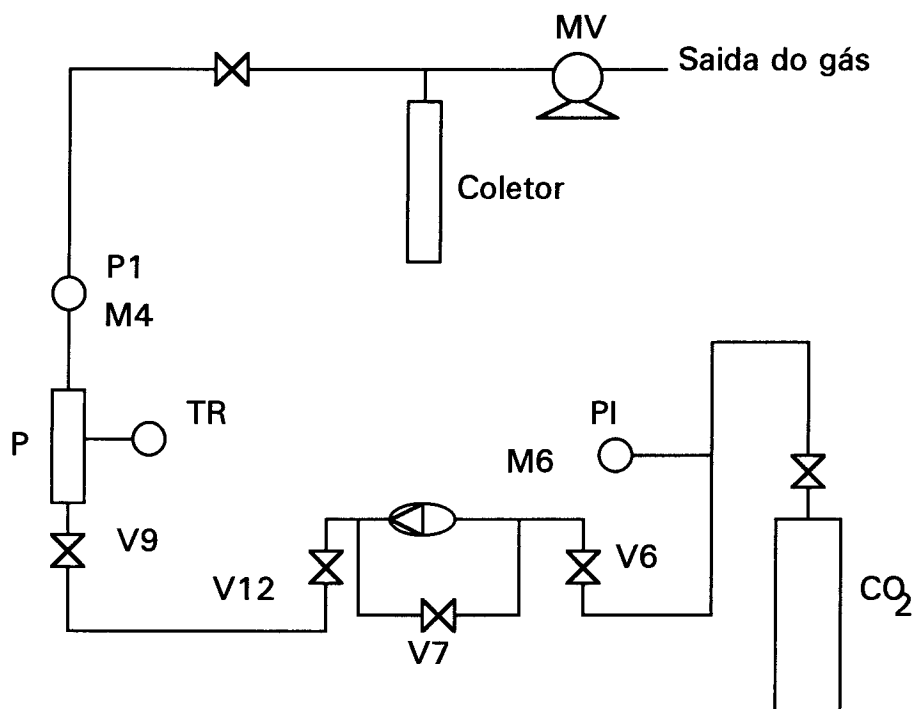 MV
Saida do gás
Coletor
P1
M4
P
TR
PI
M6
V9
V12
V6
V7
CO2